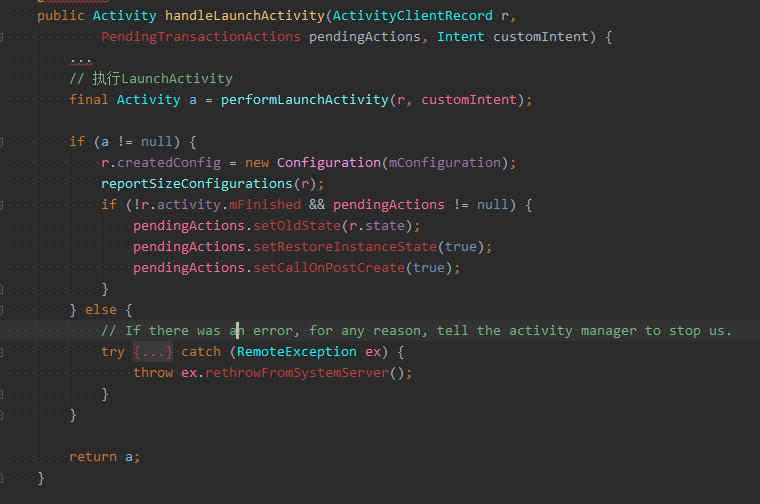 public Activity handleLaunchActivity(ActivityClientRecord r,
        PendingTransactionActions pendingActions, Intent customIntent) {
    ...
    // 执行LaunchActivity
    final Activity a = performLaunchActivity(r, customIntent);

    if (a != null) {
        r.createdConfig = new Configuration(mConfiguration);
        reportSizeConfigurations(r);
        if (!r.activity.mFinished && pendingActions != null) {
            pendingActions.setOldState(r.state);
            pendingActions.setRestoreInstanceState(true);
            pendingActions.setCallOnPostCreate(true);
        }
    } else {
        // If there was an error, for any reason, tell the activity manager to stop us.
        try {...} catch (RemoteException ex) {
            throw ex.rethrowFromSystemServer();
        }
    }

    return a;
}